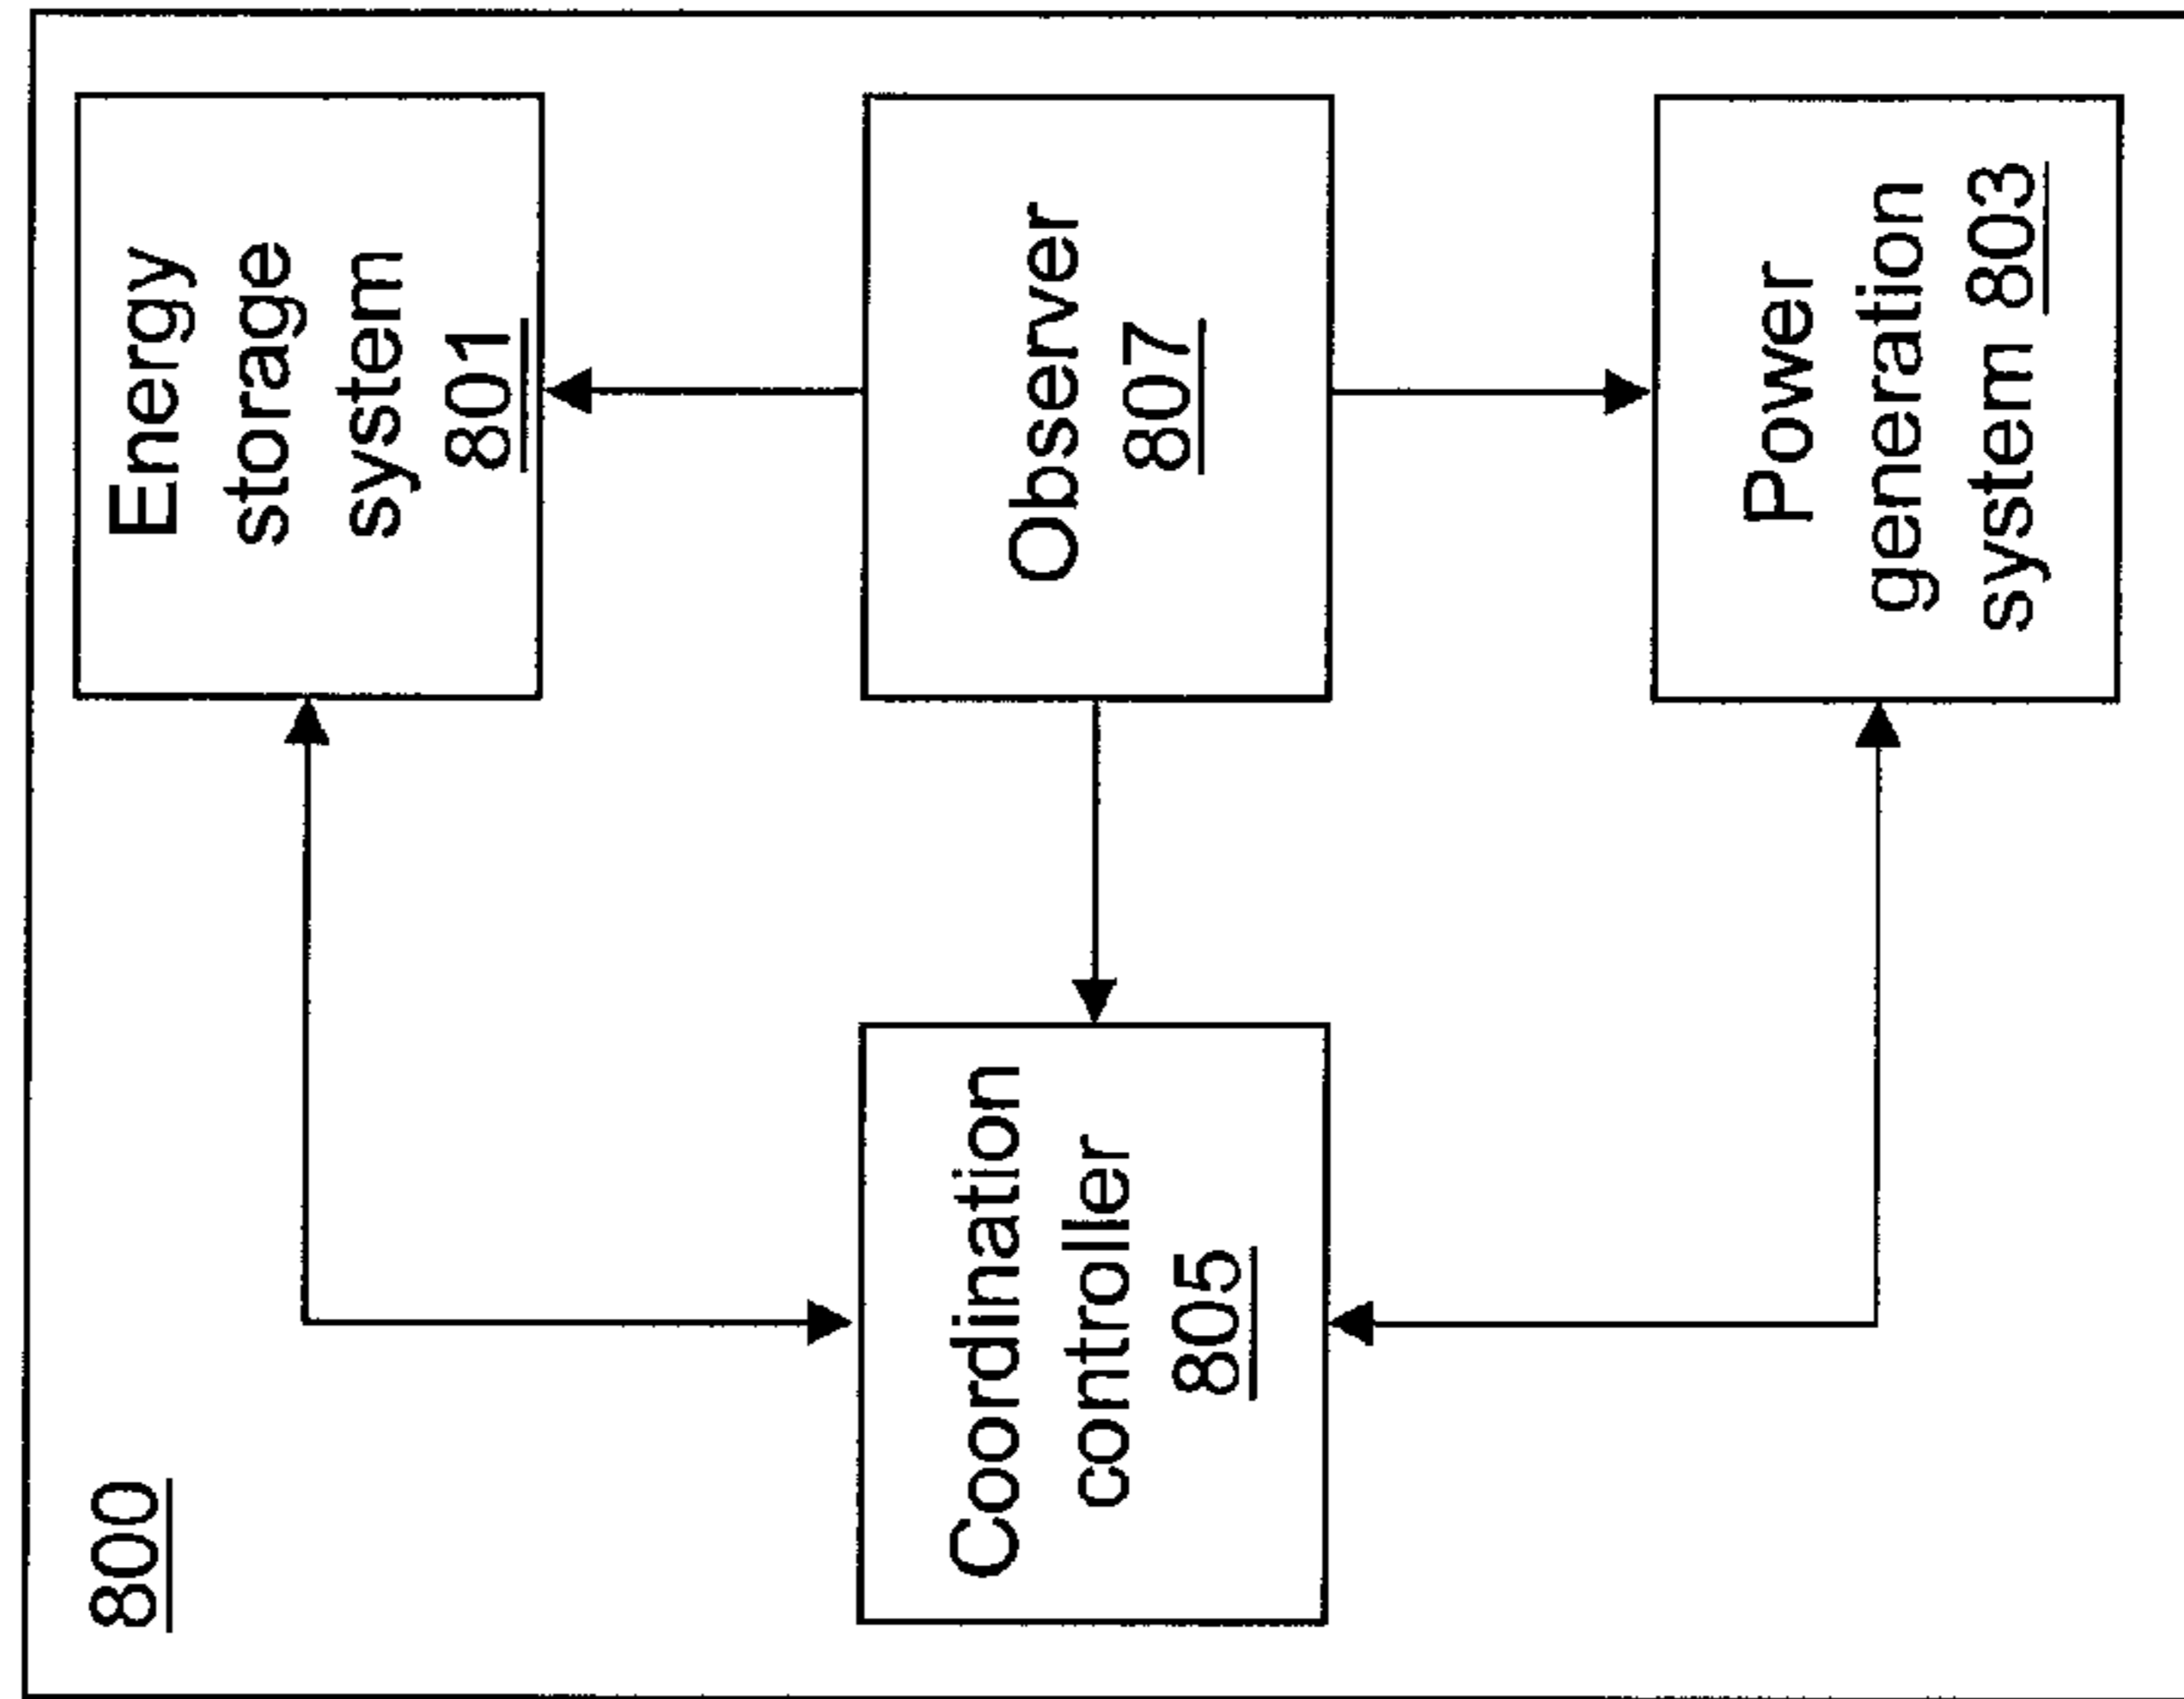 800
Energy
storage
system
801
Coordination
controller
805
Observer
807
Power
generation
system 803